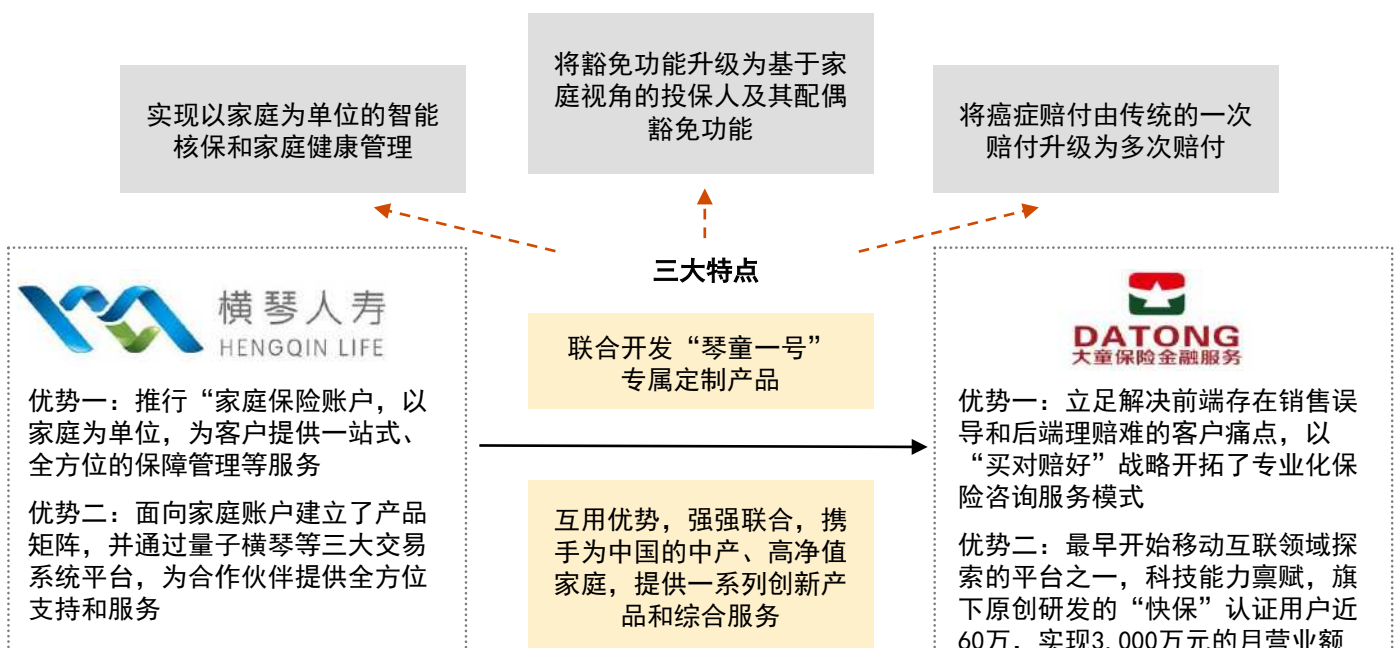 将豁免功能升级为基于家
庭视角的投保人及其配偶
豁免功能
实现以家庭为单位的智能
核保和家庭健康管理
将癌症赔付由传统的一次
赔付升级为多次赔付
三大特点
横琴人寿
HENGQIN LIFE
优势一：推行“家庭保险账户，以
家庭为单位，为客户提供一站式、
全方位的保障管理等服务
优势二：面向家庭账户建立了产品
矩阵，并通过量子横琴等三大交易
系统平台，为合作伙伴提供全方位
支持和服务
联合开发“琴童一号”
专属定制产品
互用优势，强强联合，携
手为中国的中产、高净值
家庭，提供一系列创新产
品和综合服务
DATONG
大童保险金融服务
优势一：立足解决前端存在销售误
导和后端理赔难的客户痛点，以
“买对赔好”战略开拓了专业化保
险咨询服务模式
优势二：最早开始移动互联领域探
索的平台之一，科技能力禀赋，旗
下原创研发的“快保”认证用户近
60万，实现3,000万元的月营业额